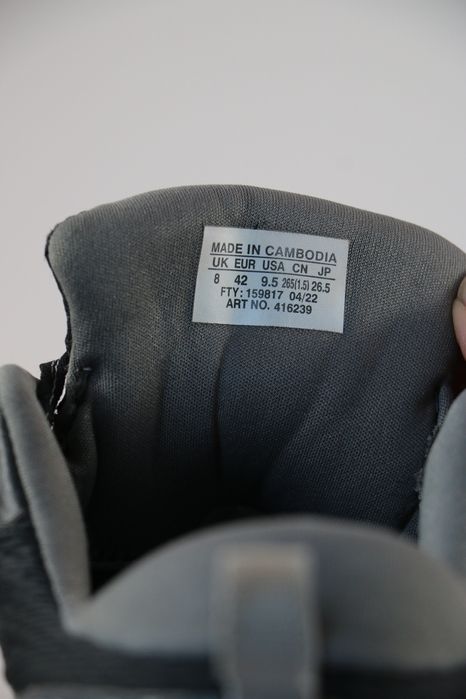 MADE IN CAMBODIA
UK EUR USA CN JP
8 42 9.5 265(1.5) 26.5
FTY: 159817 04/22
ART NO. 416239